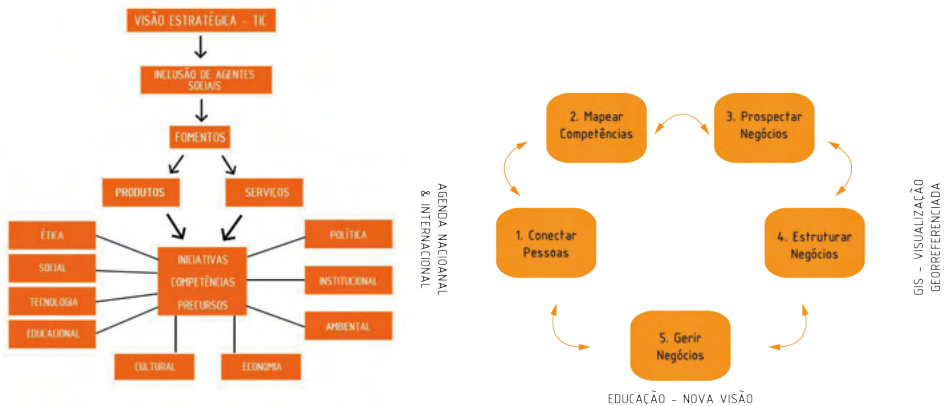 VISÃO ESTRATÉGICA - TIC
INCLUSÃO DE AGENTES
SOCIAIS
FOMENTOS
PRODUTOS
SERVIÇOS
ÉTICA
SOCIAL
TECNOLOGIA
EDUCACIONAL
INICIATIVAS
COMPETÊNCIAS
PRECURSOS
POLÍTICA
INSTITUCIONAL
AMBIENTAL
CULTURAL
ECONOMIA
AGENDA NACIOANAL
& INTERNACIONAL
2. Mapear
Competências
3. Prospectar
Negócios
1. Conectar
Pessoas
4. Estruturar
Negócios
5. Gerir
Negócios
EDUCAÇÃO - NOVA VISÃO
GIS - VISUALIZAÇÃO
GEORREFERENCIADA